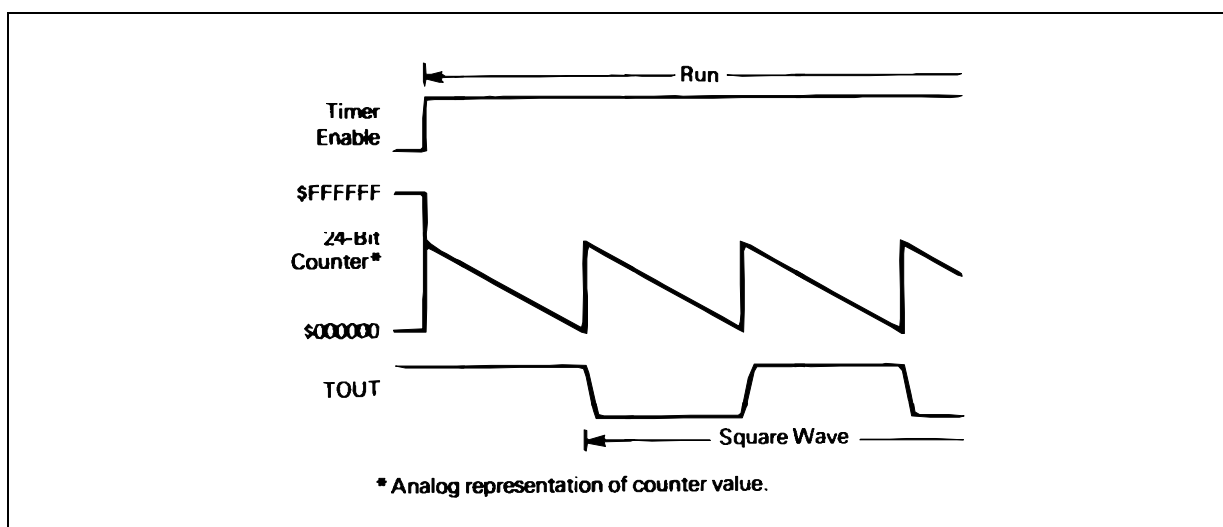 Run
Timer
Enable
$FFFFFF
24-Bit
Counter*
$000000
TOUT
Square Wave
* Analog representation of counter value.